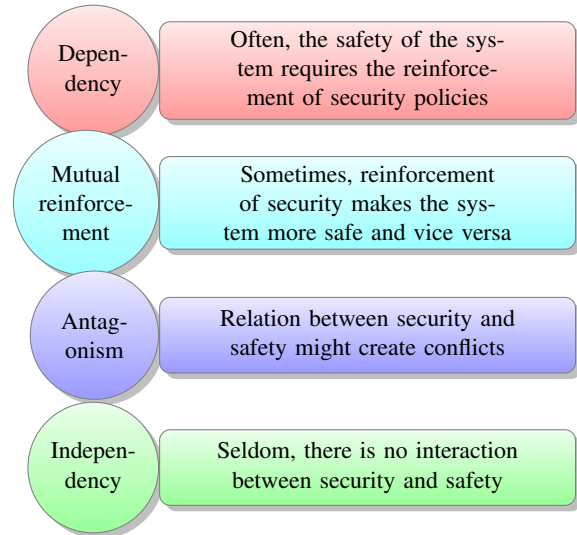 Depen-
dency
Often, the safety of the sys-
tem requires the reinforce-
ment of security policies
Mutual
reinforce-
ment
Sometimes, reinforcement
of security makes the sys-
tem more safe and vice versa
Antag-
onism
Relation between security and
safety might create conflicts
Indepen-
dency
Seldom, there is no interaction
between security and safety